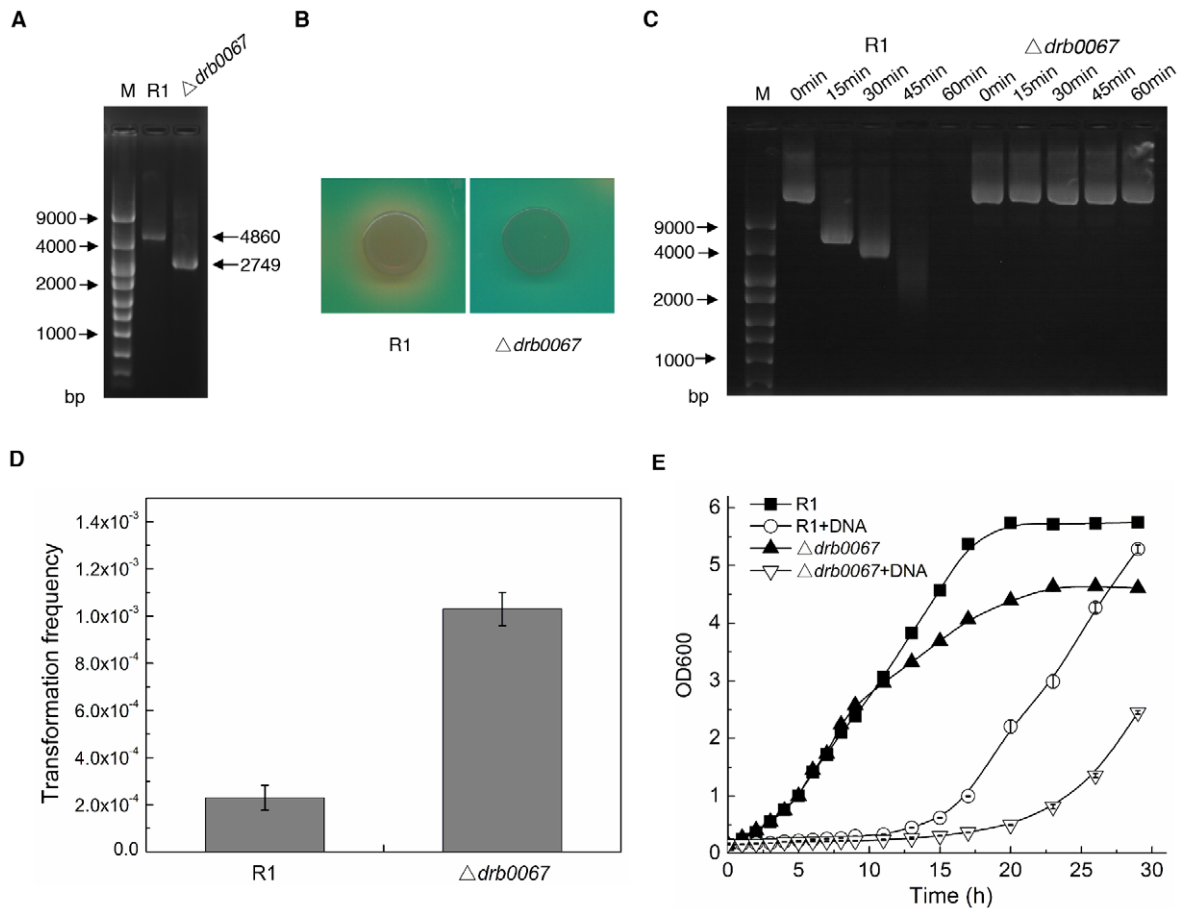 A
M R1 △drb0067
9000
4000
2000
1000
bp
4860
2749
B
R1 △drb0067
C
R1 △drb0067
M 0min 15min 30min 45min 60min 0min 15min 30min 45min 60min
9000
4000
2000
1000
bp
D
Transformation frequency
1.4x10-3
1.2x10-3
1.0x10-3
8.0x10-4
6.0x10-4
4.0x10-4
2.0x10-4
0.0
R1 △drb0067
E
R1
R1+DNA
△drb0067
△drb0067+DNA
OD600
6
5
4
3
2
1
0
0 5 10 15 20 25 30
Time (h)